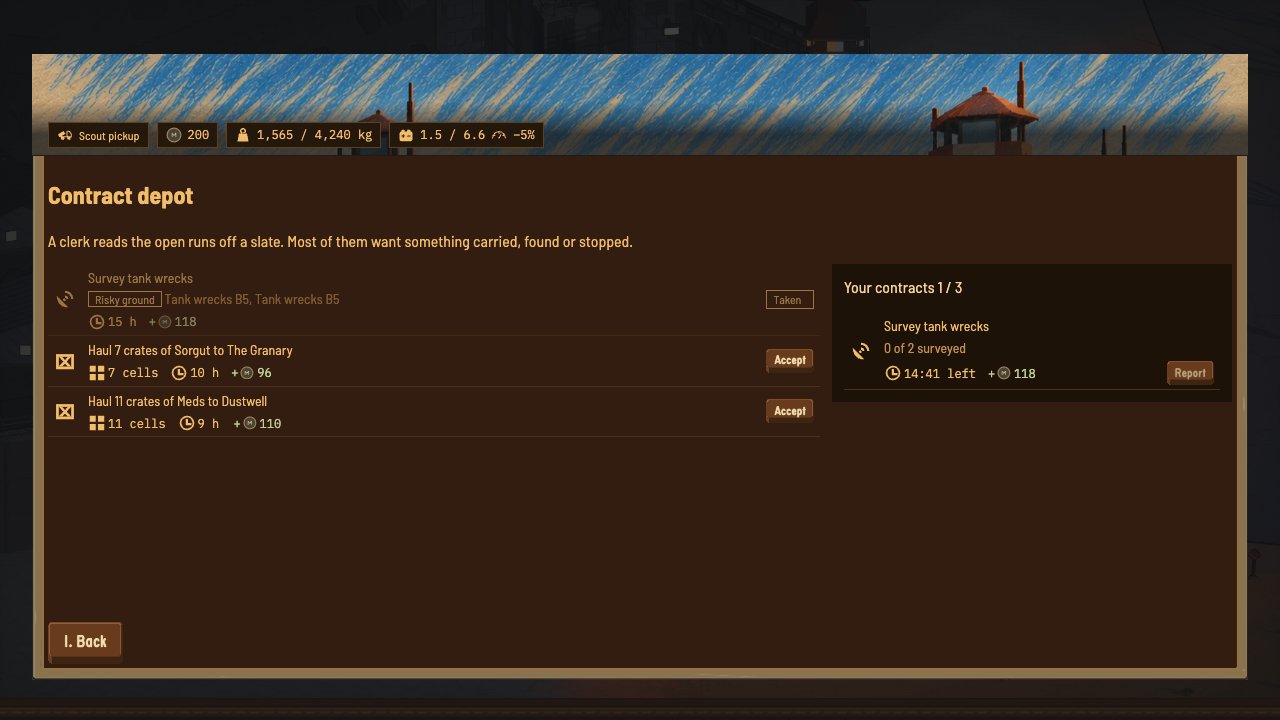 Scout pickup
M 200
1,565 / 4,240 kg
1.5 / 6.6 -5%
Contract depot
A clerk reads the open runs off a slate. Most of them want something carried, found or stopped.
Survey tank wrecks
Risky ground Tank wrecks B5, Tank wrecks B5
15 h + M 118
Taken
Haul 7 crates of Sorgut to The Granary
7 cells 10 h + M 96
Accept
Haul 11 crates of Meds to Dustwell
11 cells 9 h + M 110
Accept
Your contracts 1 / 3
Survey tank wrecks
0 of 2 surveyed
14:41 left + M 118
Report
1. Back